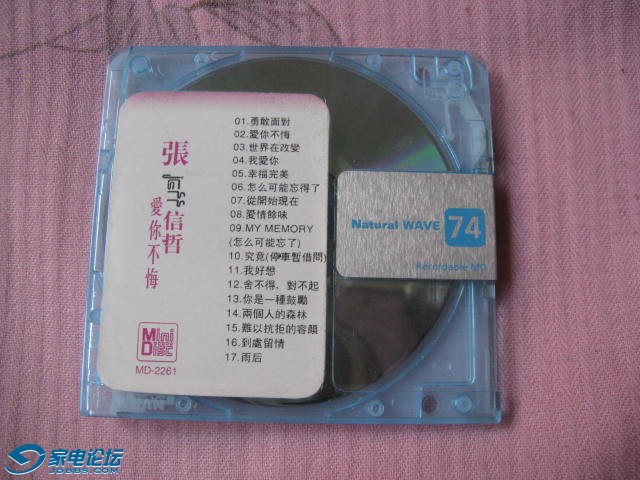 張
jeff
信哲
愛你不悔
01.勇敢面對
02.愛你不悔
03.世界在改變
04.我愛你
05.幸福完美
06.怎么可能忘得了
07.從開始現在
08.愛情餘味
09.MY MEMORY
(怎么可能忘了)
10.究竟(停車暫借問)
11.我好想
12.舍不得，對不起
13.你是一種鼓勵
14.兩個人的森林
15.難以抗拒的容顏
16.到處留情
17.雨后
Mini
Disc
MD-2261
Natural WAVE 74
Recordable MD
家电论坛
JDBBS.COM